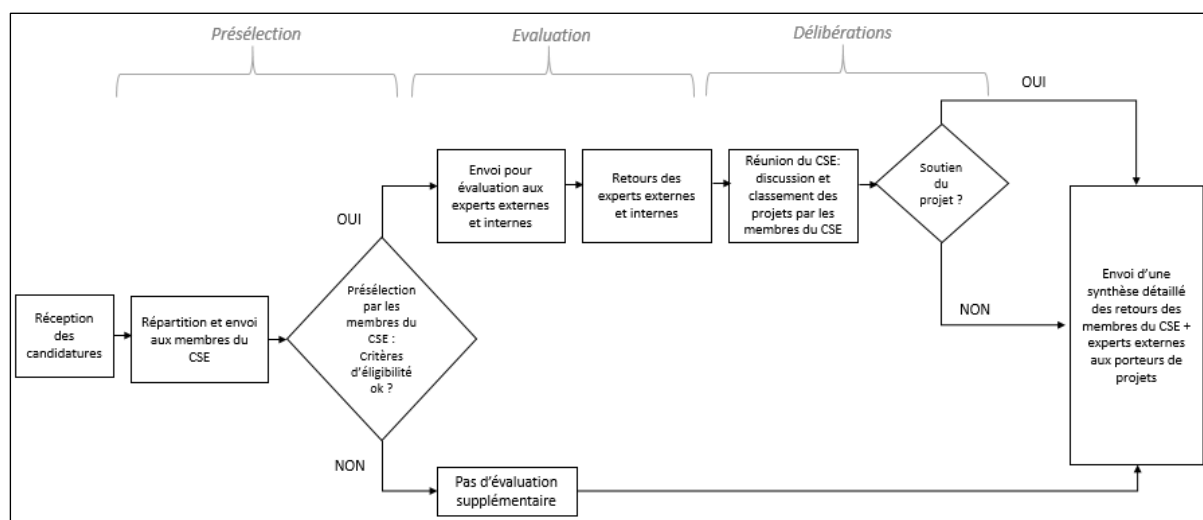 Présélection
Evaluation
Délibérations
Réception
des
candidatures
Répartition et envoi
aux membres du
CSE
Présélection
par les
membres du
CSE :
Critères
d'éligibilité
ok ?
OUI
NON
Envoi pour
évaluation aux
experts externes
et internes
Retours des
experts externes
et internes
Réunion du CSE:
discussion et
classement des
projets par les
membres du CSE
Soutien
du
projet ?
OUI
NON
Pas d'évaluation
supplémentaire
Envoi d'une
synthèse détaillé
des retours des
membres du CSE +
experts externes
aux porteurs de
projets